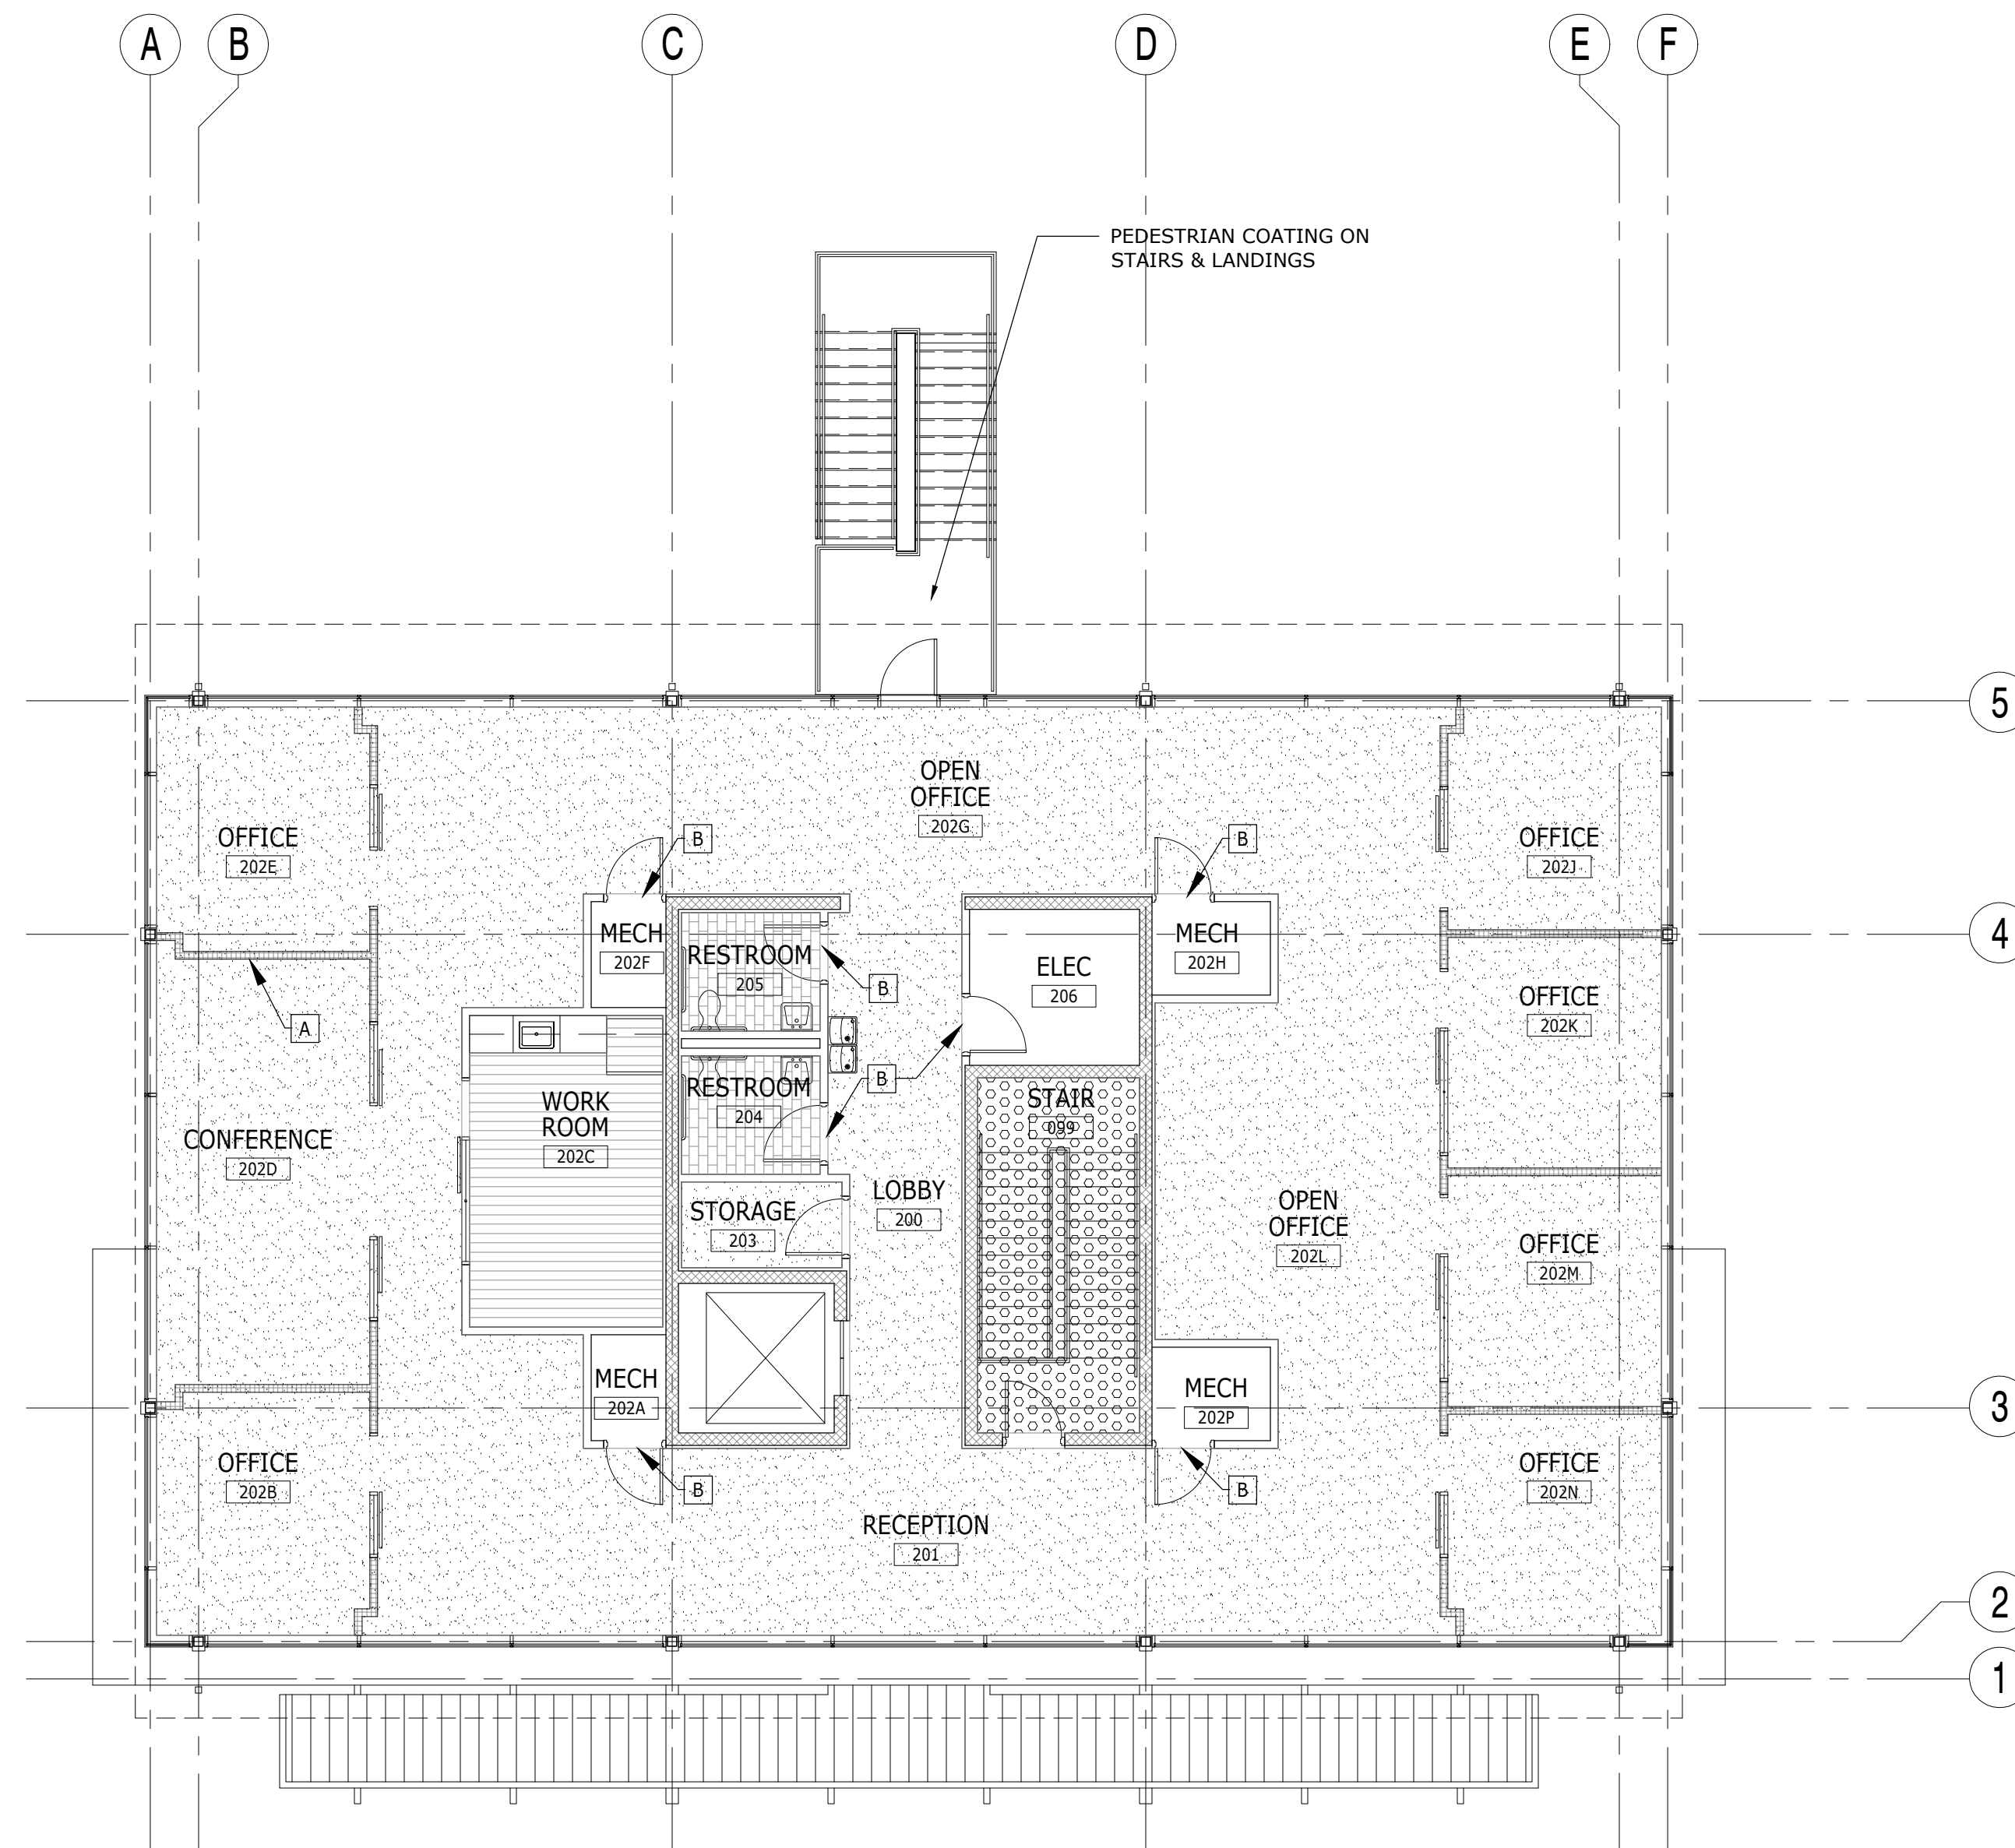 A
B
C
D
E
F
PEDESTRIAN COATING ON
STAIRS & LANDINGS
5
OPEN
OFFICE
202G
OFFICE
202E
B
B
OFFICE
202J
MECH
202F
RESTROOM
205
B
ELEC
206
MECH
202H
4
OFFICE
202K
A
B
RESTROOM
204
WORK
ROOM
202C
STAIR
099
CONFERENCE
202D
STORAGE
203
LOBBY
200
OPEN
OFFICE
202L
OFFICE
202M
MECH
202A
MECH
202P
3
OFFICE
202B
B
B
OFFICE
202N
RECEPTION
201
2
1